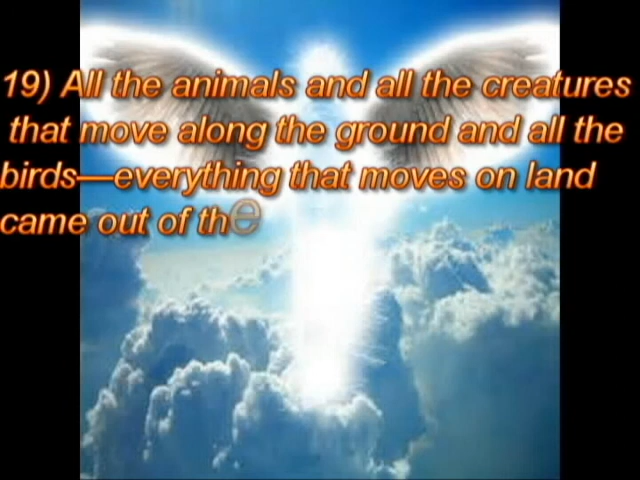 19) All the animals and all the creatures
that move along the ground and all the
birds—everything that moves on land
came out of the